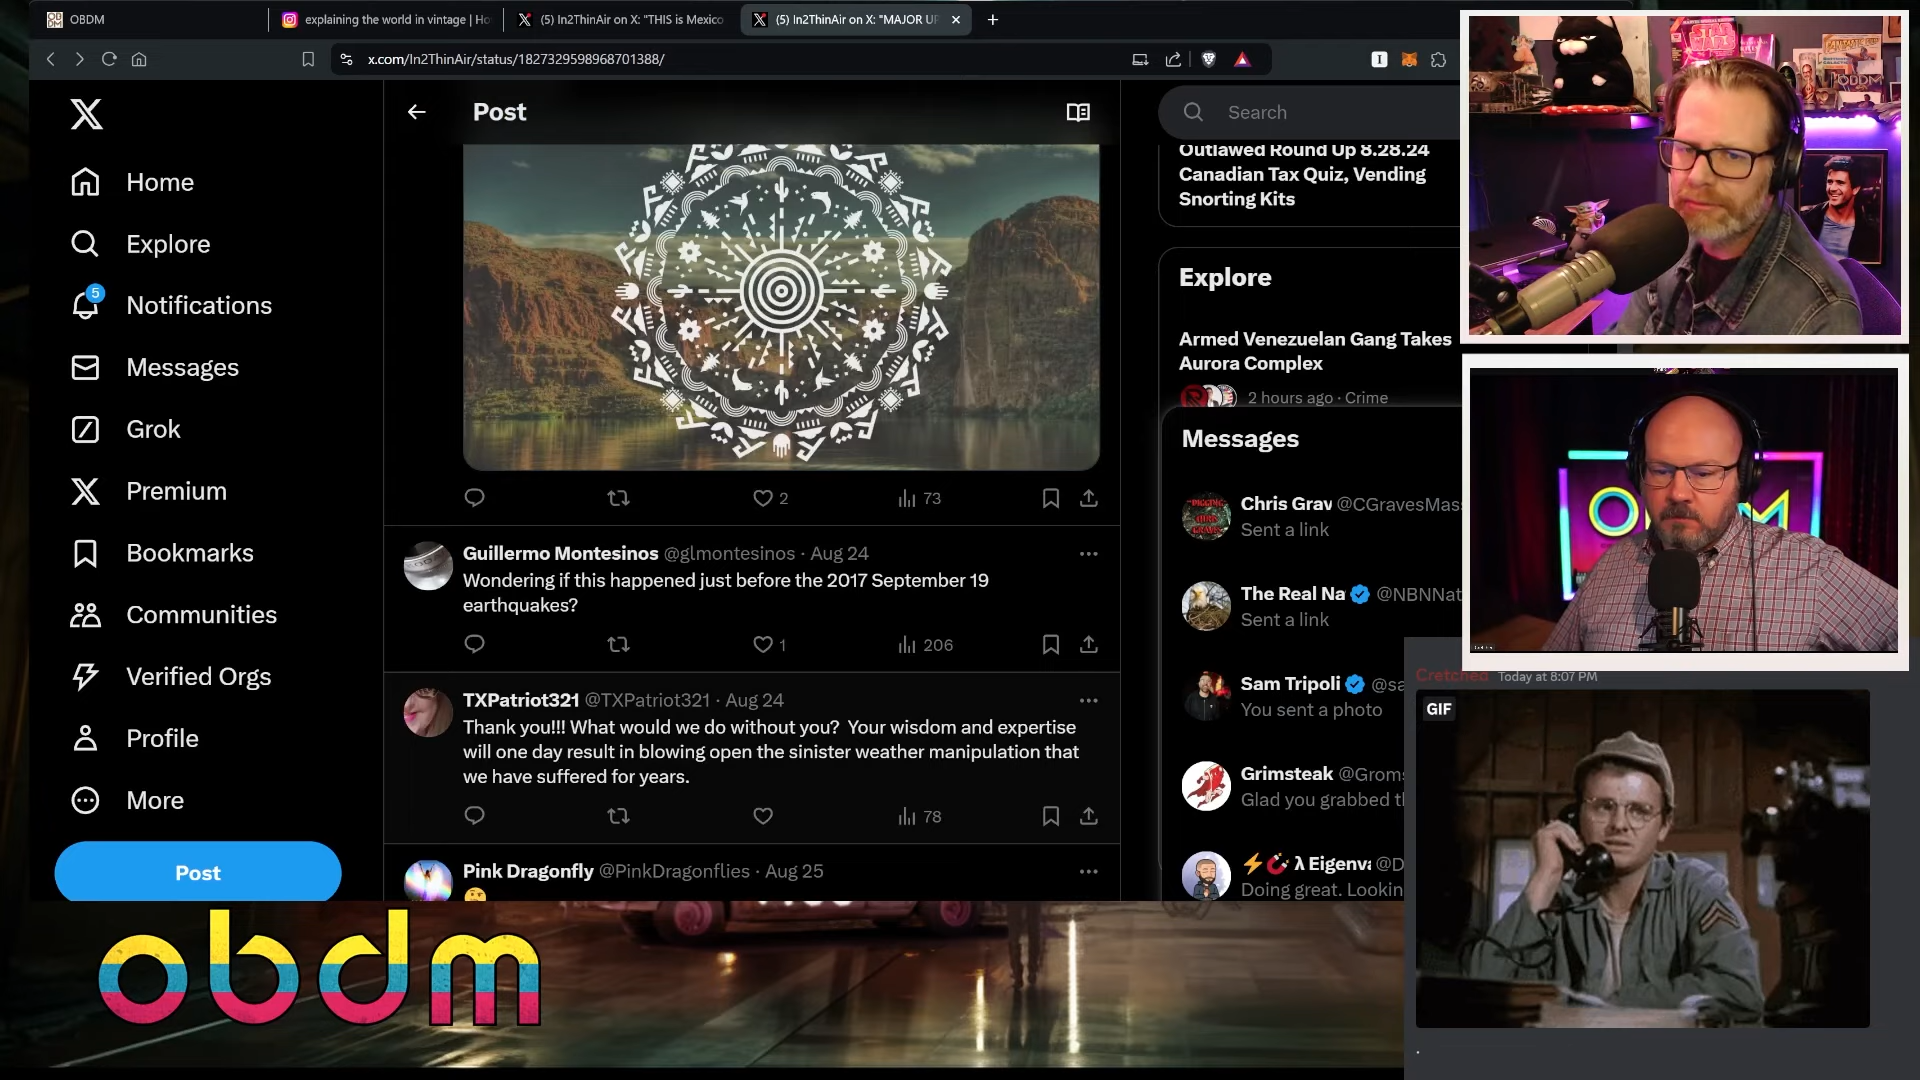 OBDM
explaining the world in vintage | Ho
(5) In2ThinAir on X: "THIS is Mexico
(5) In2ThinAir on X: "MAJOR UP
x.com/In2ThinAir/status/1827329598968701388/
Post
Search
Home
Explore
5
Notifications
Messages
Grok
Premium
Bookmarks
Communities
Verified Orgs
Profile
More
Post
2
73
Guillermo Montesinos @glmontesinos · Aug 24
Wondering if this happened just before the 2017 September 19
earthquakes?
1
206
TXPatriot321 @TXPatriot321 · Aug 24
Thank you!!! What would we do without you? Your wisdom and expertise
will one day result in blowing open the sinister weather manipulation that
we have suffered for years.
78
Pink Dragonfly @PinkDragonflies · Aug 25
Outlawed Round Up 8.28.24
Canadian Tax Quiz, Vending
Snorting Kits
Explore
Armed Venezuelan Gang Takes
Aurora Complex
2 hours ago · Crime
Messages
Chris Grav @CGravesMas
Sent a link
The Real Na @NBNNat
Sent a link
Sam Tripoli @sa
You sent a photo
Grimsteak @Grom
Glad you grabbed t
λ Eigenva @D
Doing great. Lookin
STAR
WARS
OBDM
OBDM
Cretched Today at 8:07 PM
GIF
obdm